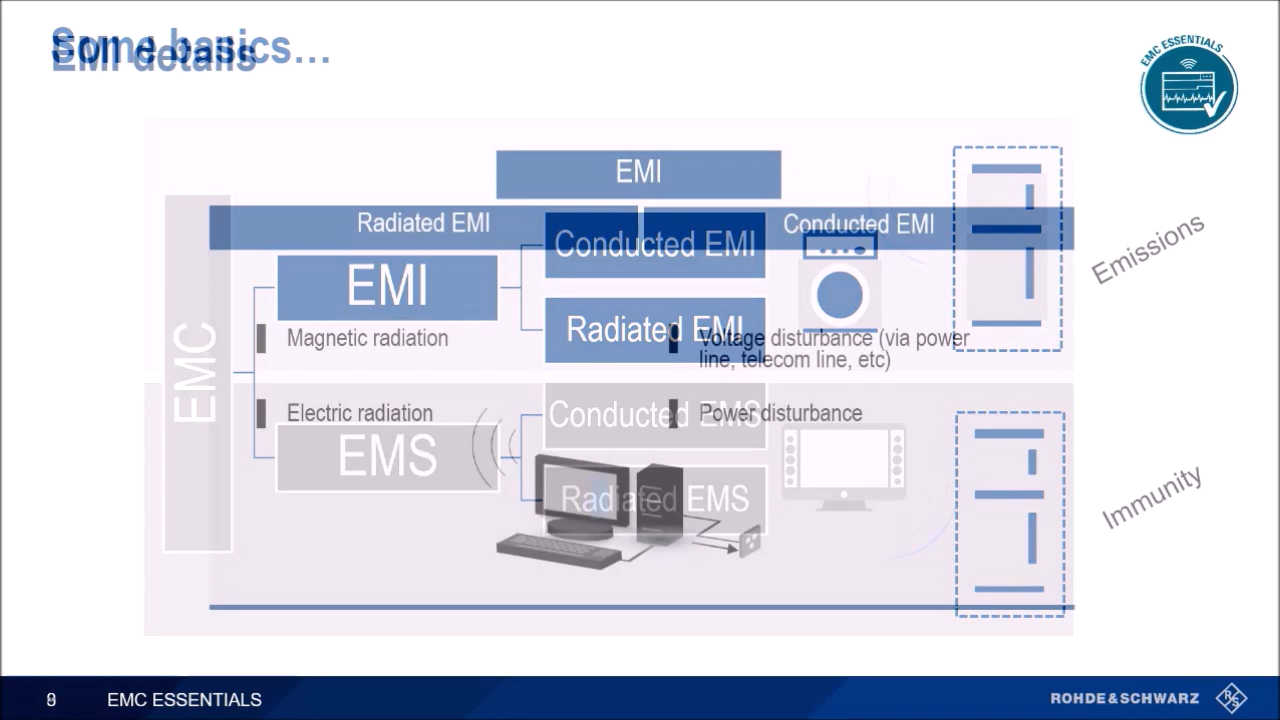 Some basics...
EMI details
EMC ESSENTIALS
EMI
Radiated EMI
Conducted EMI
Conducted EMI
EMI
Radiated EMI
Magnetic radiation
Voltage disturbance (via power
line, telecom line, etc)
Electric radiation
Power disturbance
EMC
Conducted EMS
EMS
Radiated EMS
Emissions
Immunity
EMC ESSENTIALS
ROHDE & SCHWARZ
RS